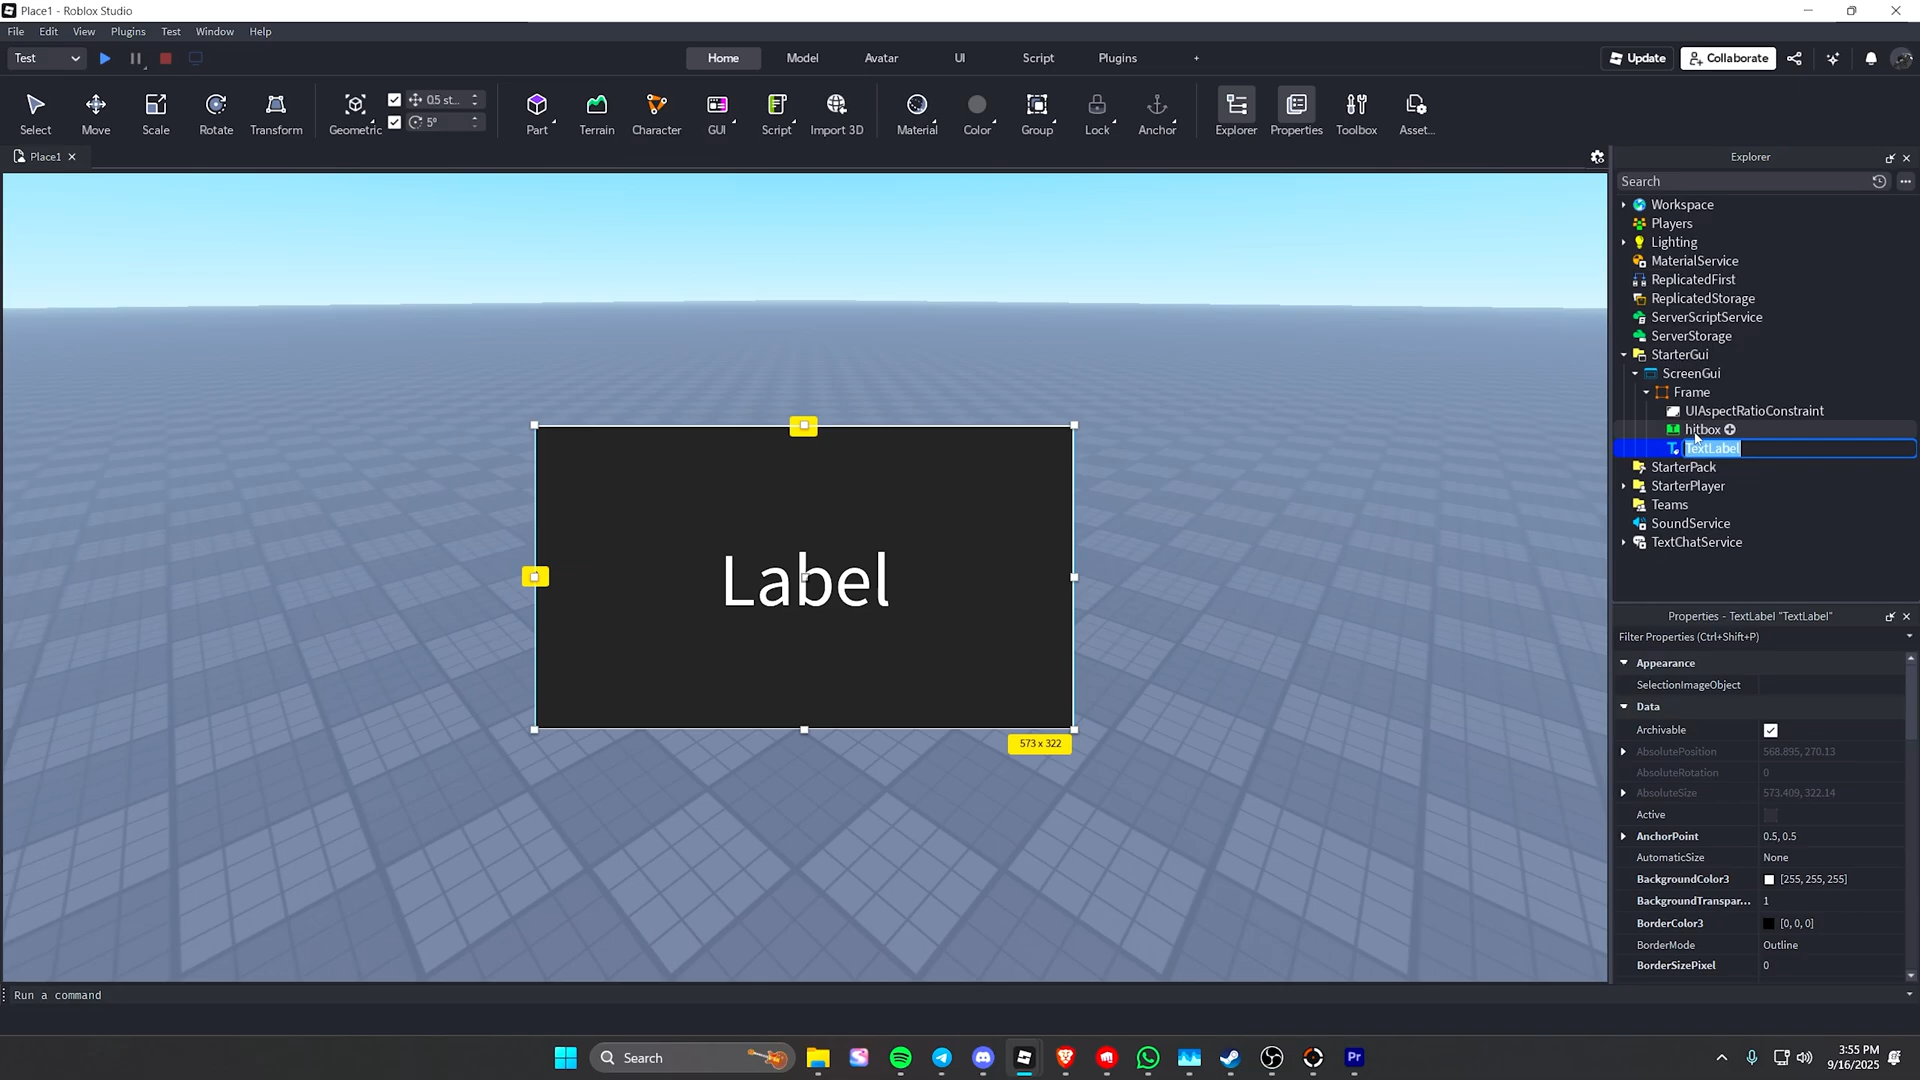 Place1 - Roblox Studio
File Edit View Plugins Test Window Help
Test Home Model Avatar UI Script Plugins + Update Collaborate
Select Move Scale Rotate Transform Geometric 0.5 st... 5° Part Terrain Character GUI Script Import 3D Material Color Group Lock Anchor Explorer Properties Toolbox Asset...
Place1
Explorer
Search
Workspace
Players
Lighting
MaterialService
ReplicatedFirst
ReplicatedStorage
ServerScriptService
ServerStorage
StarterGui
ScreenGui
Frame
UIAspectRatioConstraint
hitbox
TextLabel
StarterPack
StarterPlayer
Teams
SoundService
TextChatService
Label
573 x 322
Properties - TextLabel "TextLabel"
Filter Properties (Ctrl+Shift+P)
Appearance
SelectionImageObject
Data
Archivable
AbsolutePosition 568.895, 270.13
AbsoluteRotation 0
AbsoluteSize 573.409, 322.14
Active
AnchorPoint 0.5, 0.5
AutomaticSize None
BackgroundColor3 [255, 255, 255]
BackgroundTranspar... 1
BorderColor3 [0, 0, 0]
BorderMode Outline
BorderSizePixel 0
Run a command
Search
Pr
3:55 PM
9/16/2025